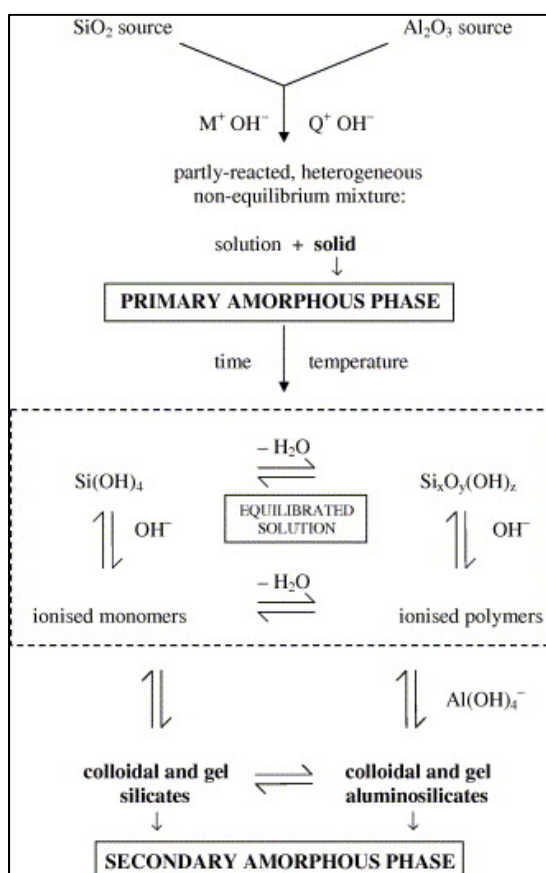 SiO₂ source Al₂O₃ source
M⁺ OH⁻ Q⁺ OH⁻
partly-reacted, heterogeneous
non-equilibrium mixture:
solution + solid
PRIMARY AMORPHOUS PHASE
time temperature
– H₂O
Si(OH)₄ SiₓOᵧ(OH)z
EQUILIBRATED
SOLUTION
OH⁻ OH⁻
– H₂O
ionised monomers ionised polymers
Al(OH)₄⁻
colloidal and gel colloidal and gel
silicates aluminosilicates
SECONDARY AMORPHOUS PHASE